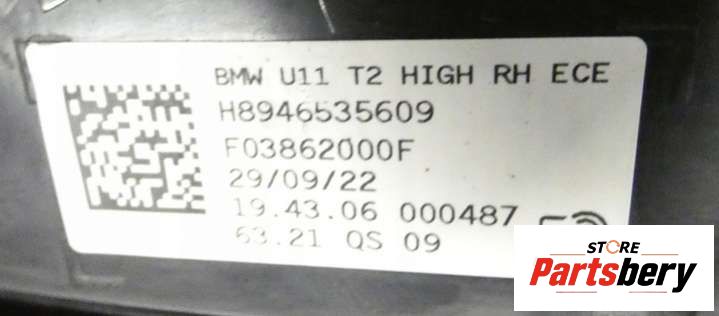 BMW U11 T2 HIGH RH ECE
H8946535609
F03862000F
29/09/22
19.43.06 000487
63.21 QS 09
STORE
Partsbery